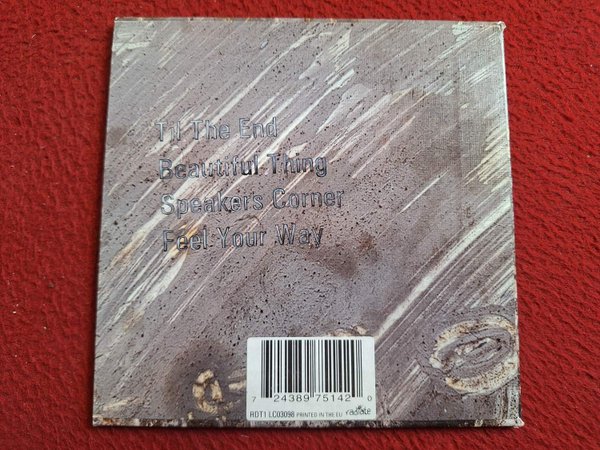 Til The End
Beautiful Thing
Speakers Corner
Feel Your Way
7 24389 75142 0
RDT1 LC03098 PRINTED IN THE EU radiate